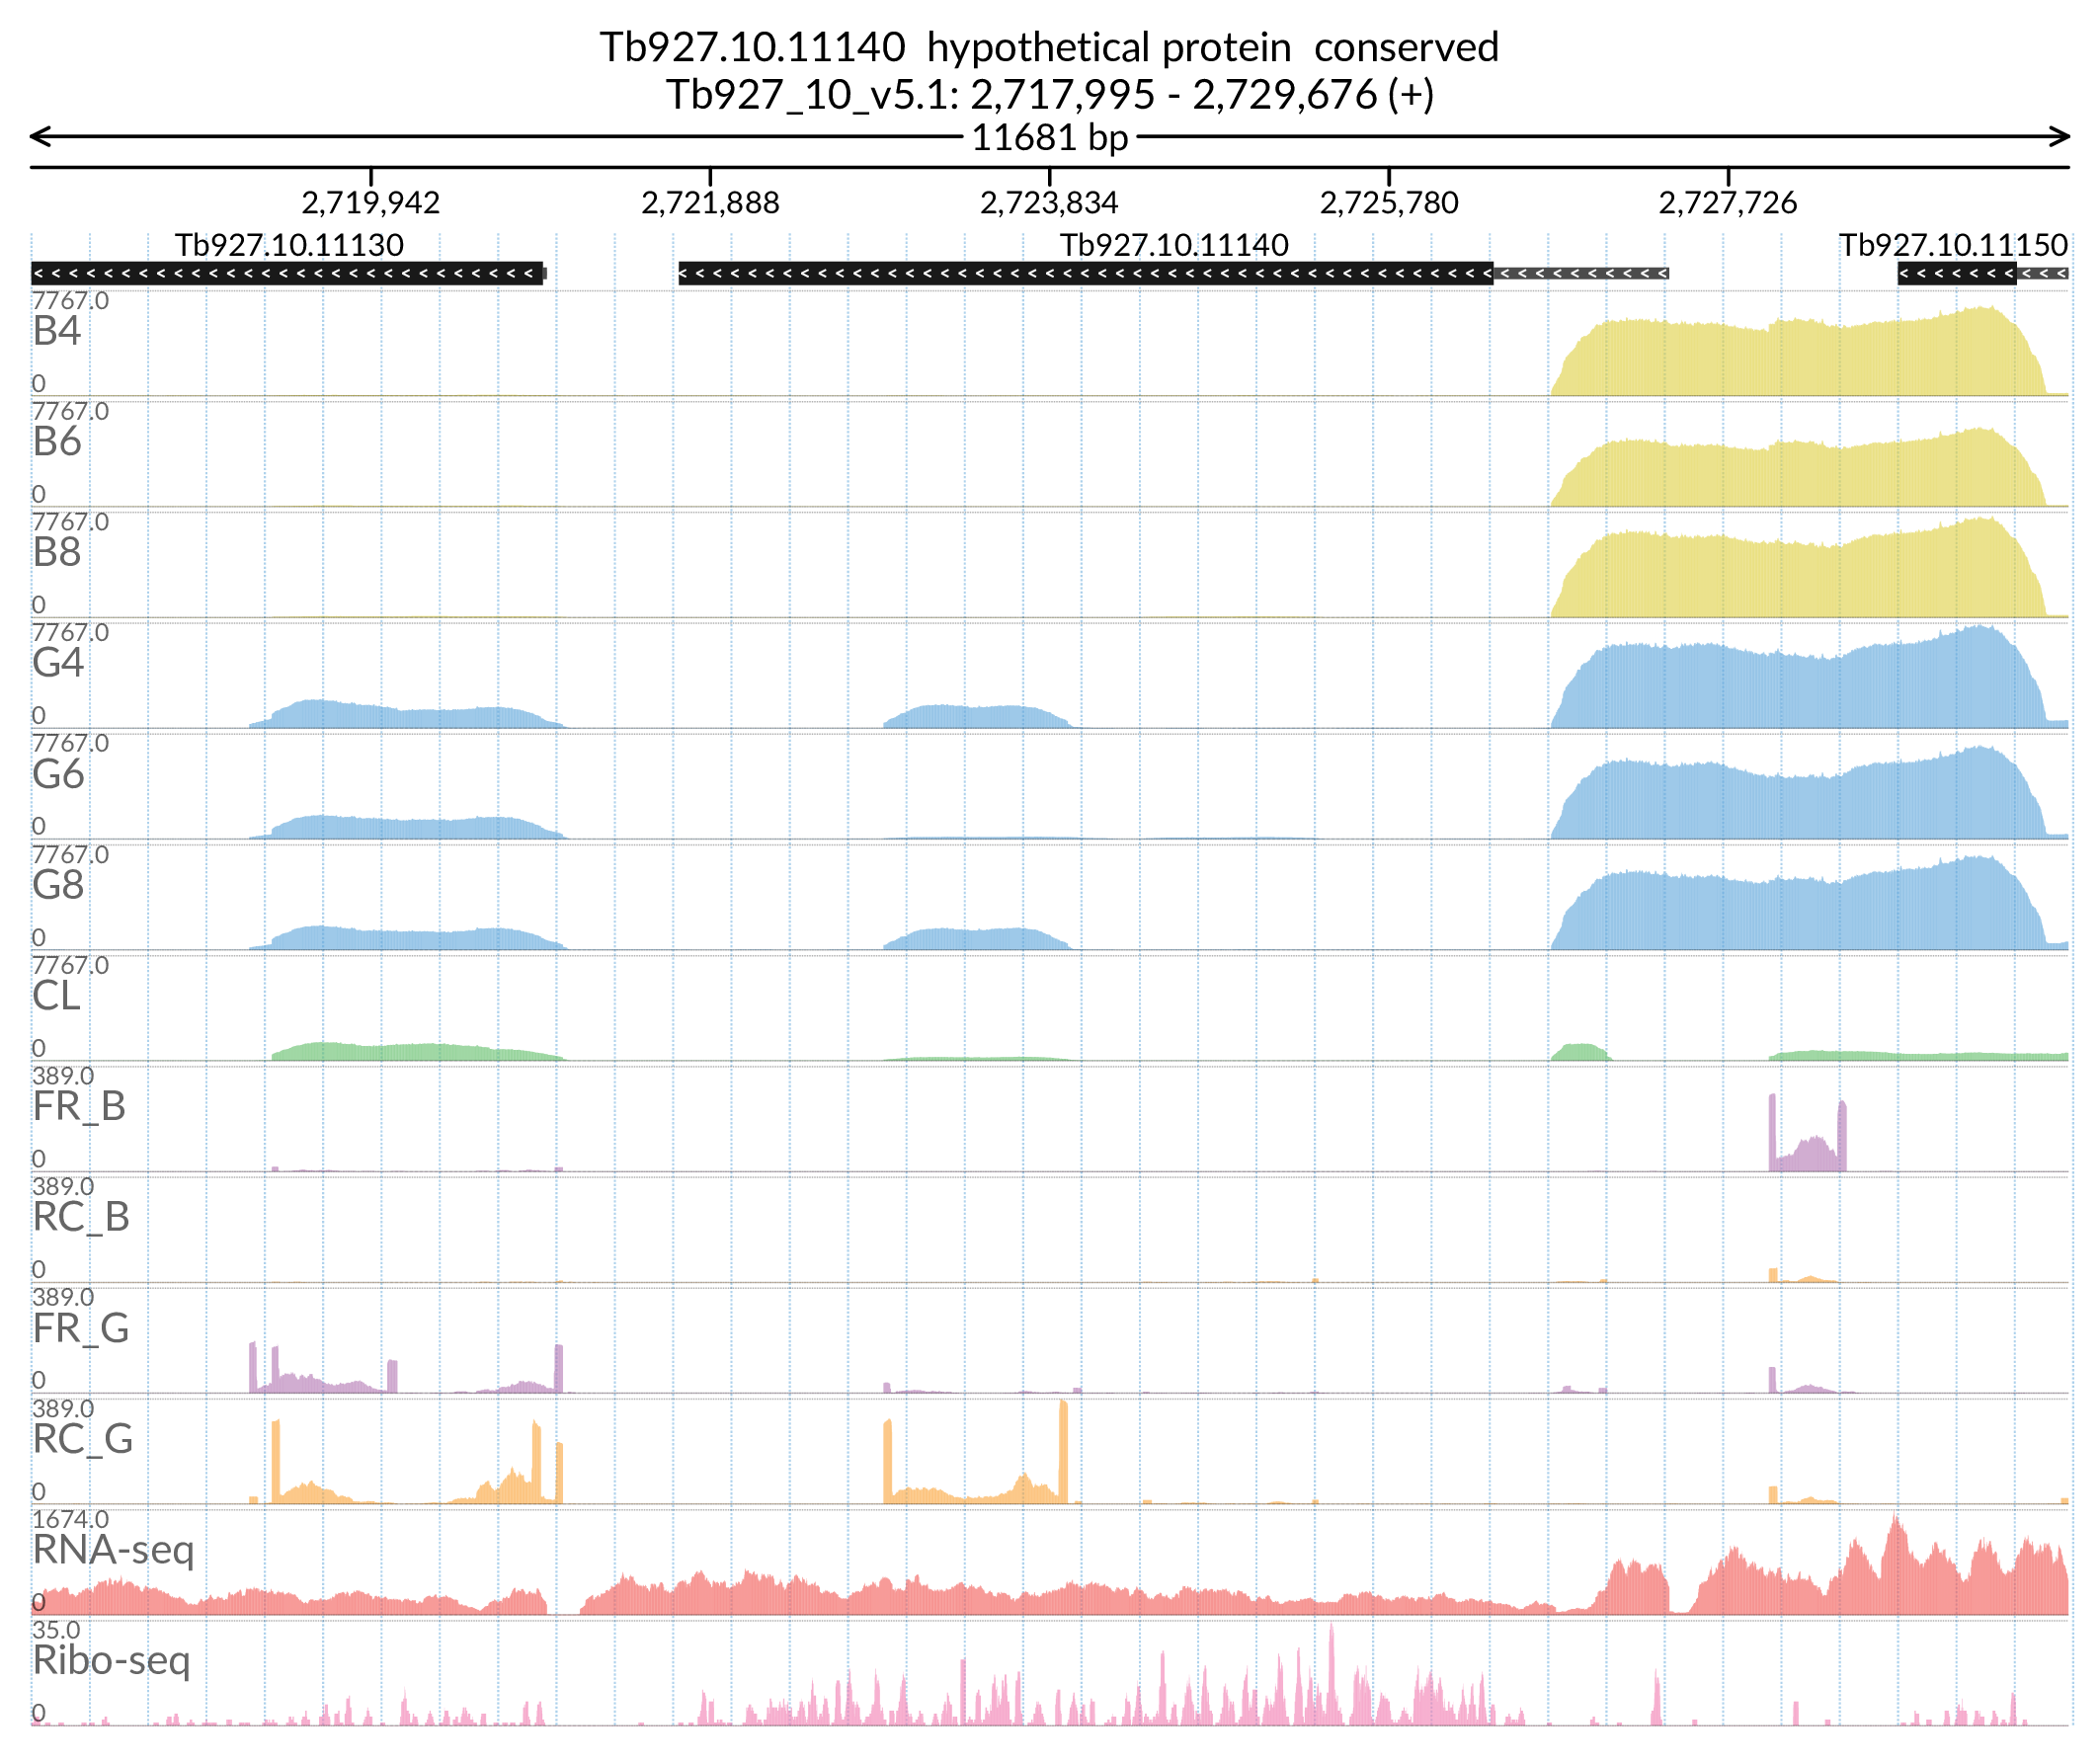 Tb927.10.11140  hypothetical protein  conserved
Tb927_10_v5.1: 2,717,995 - 2,729,676 (+)
11681 bp
2,719,942 2,721,888 2,723,834 2,725,780 2,727,726
Tb927.10.11130 Tb927.10.11140 Tb927.10.11150
7767.0
B4
0
7767.0
B6
0
7767.0
B8
0
7767.0
G4
0
7767.0
G6
0
7767.0
G8
0
7767.0
CL
0
389.0
FR_B
0
389.0
RC_B
0
389.0
FR_G
0
389.0
RC_G
0
1674.0
RNA-seq
0
35.0
Ribo-seq
0